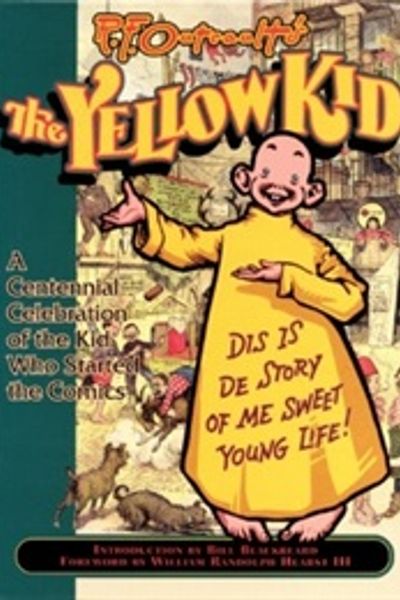 R.F. Outcault's
The YELLOW KID
A
Centennial
Celebration
of the Kid
Who Started
the Comics
DIS IS
DE STORY
OF ME SWEET
YOUNG LIFE!
INTRODUCTION BY BILL BLACKBEARD
FOREWORD BY WILLIAM RANDOLPH HEARST III